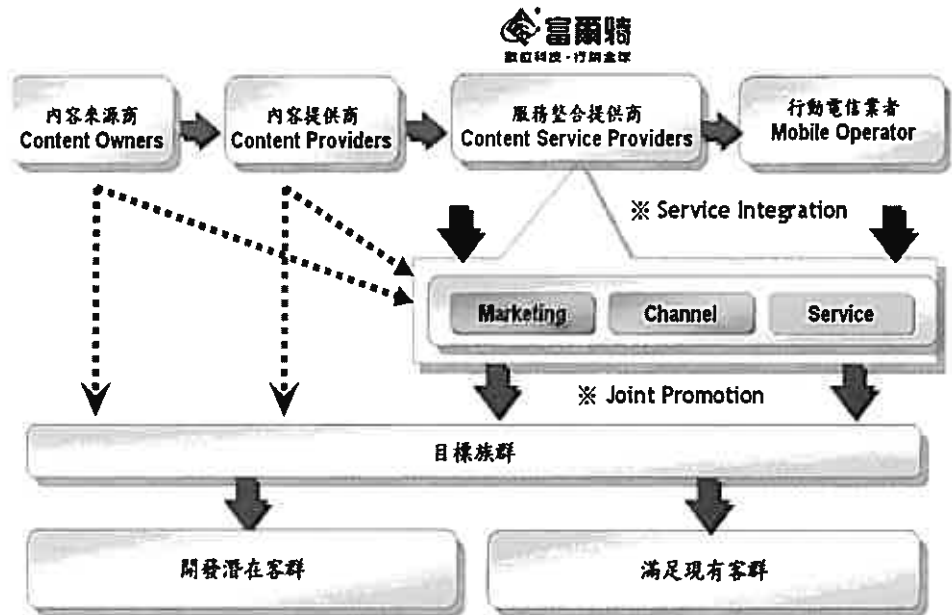 富爾特
數位科技·行銷全球
內容來源商
Content Owners
內容提供商
Content Providers
服務整合提供商
Content Service Providers
行動電信業者
Mobile Operator
※ Service Integration
Marketing
Channel
Service
※ Joint Promotion
目標族群
開發潛在客群
滿足現有客群